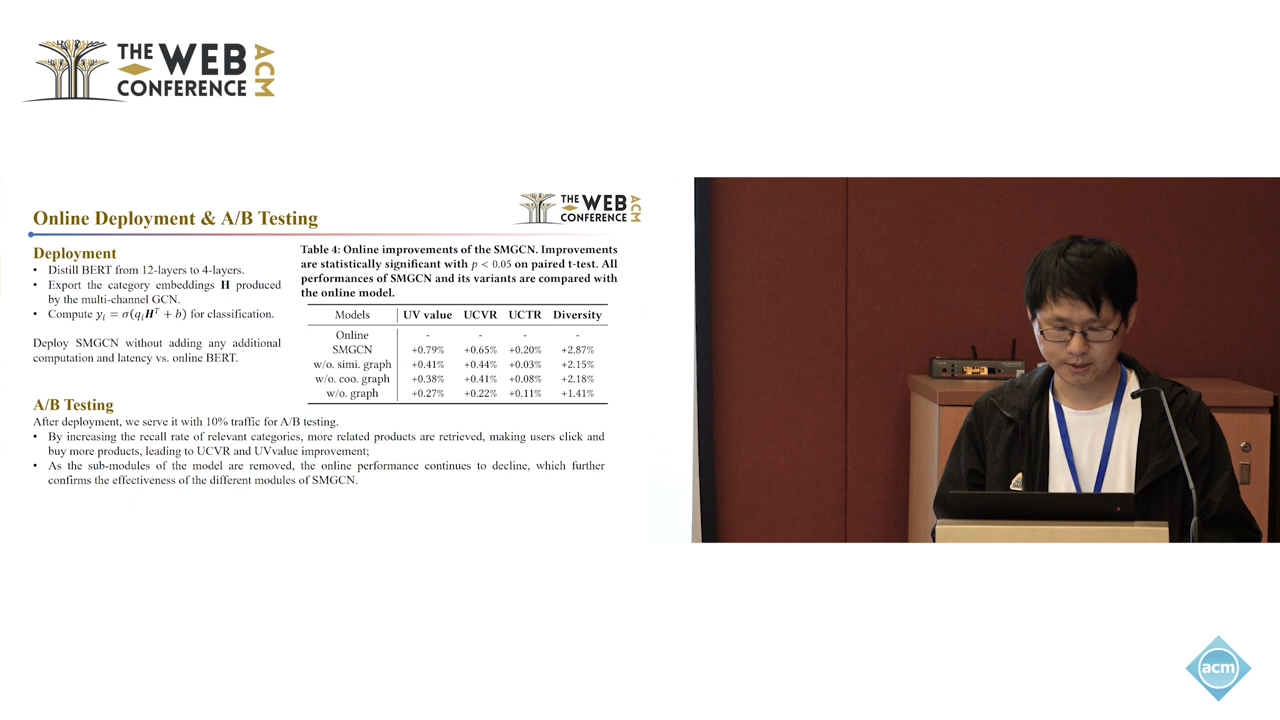 THE WEB
CONFERENCE
ACM
THE WEB
CONFERENCE
ACM
Online Deployment & A/B Testing
Deployment
• Distill BERT from 12-layers to 4-layers.
• Export the category embeddings H produced
by the multi-channel GCN.
• Compute yᵢ = σ(qᵢHᵀ + b) for classification.
Deploy SMGCN without adding any additional
computation and latency vs. online BERT.
Table 4: Online improvements of the SMGCN. Improvements
are statistically significant with p < 0.05 on paired t-test. All
performances of SMGCN and its variants are compared with
the online model.
Models UV value UCVR UCTR Diversity
Online - - - -
SMGCN +0.79% +0.65% +0.20% +2.87%
w/o. simi. graph +0.41% +0.44% +0.03% +2.15%
w/o. coo. graph +0.38% +0.41% +0.08% +2.18%
w/o. graph +0.27% +0.22% +0.11% +1.41%
A/B Testing
After deployment, we serve it with 10% traffic for A/B testing.
• By increasing the recall rate of relevant categories, more related products are retrieved, making users click and
buy more products, leading to UCVR and UVvalue improvement;
• As the sub-modules of the model are removed, the online performance continues to decline, which further
confirms the effectiveness of the different modules of SMGCN.
acm